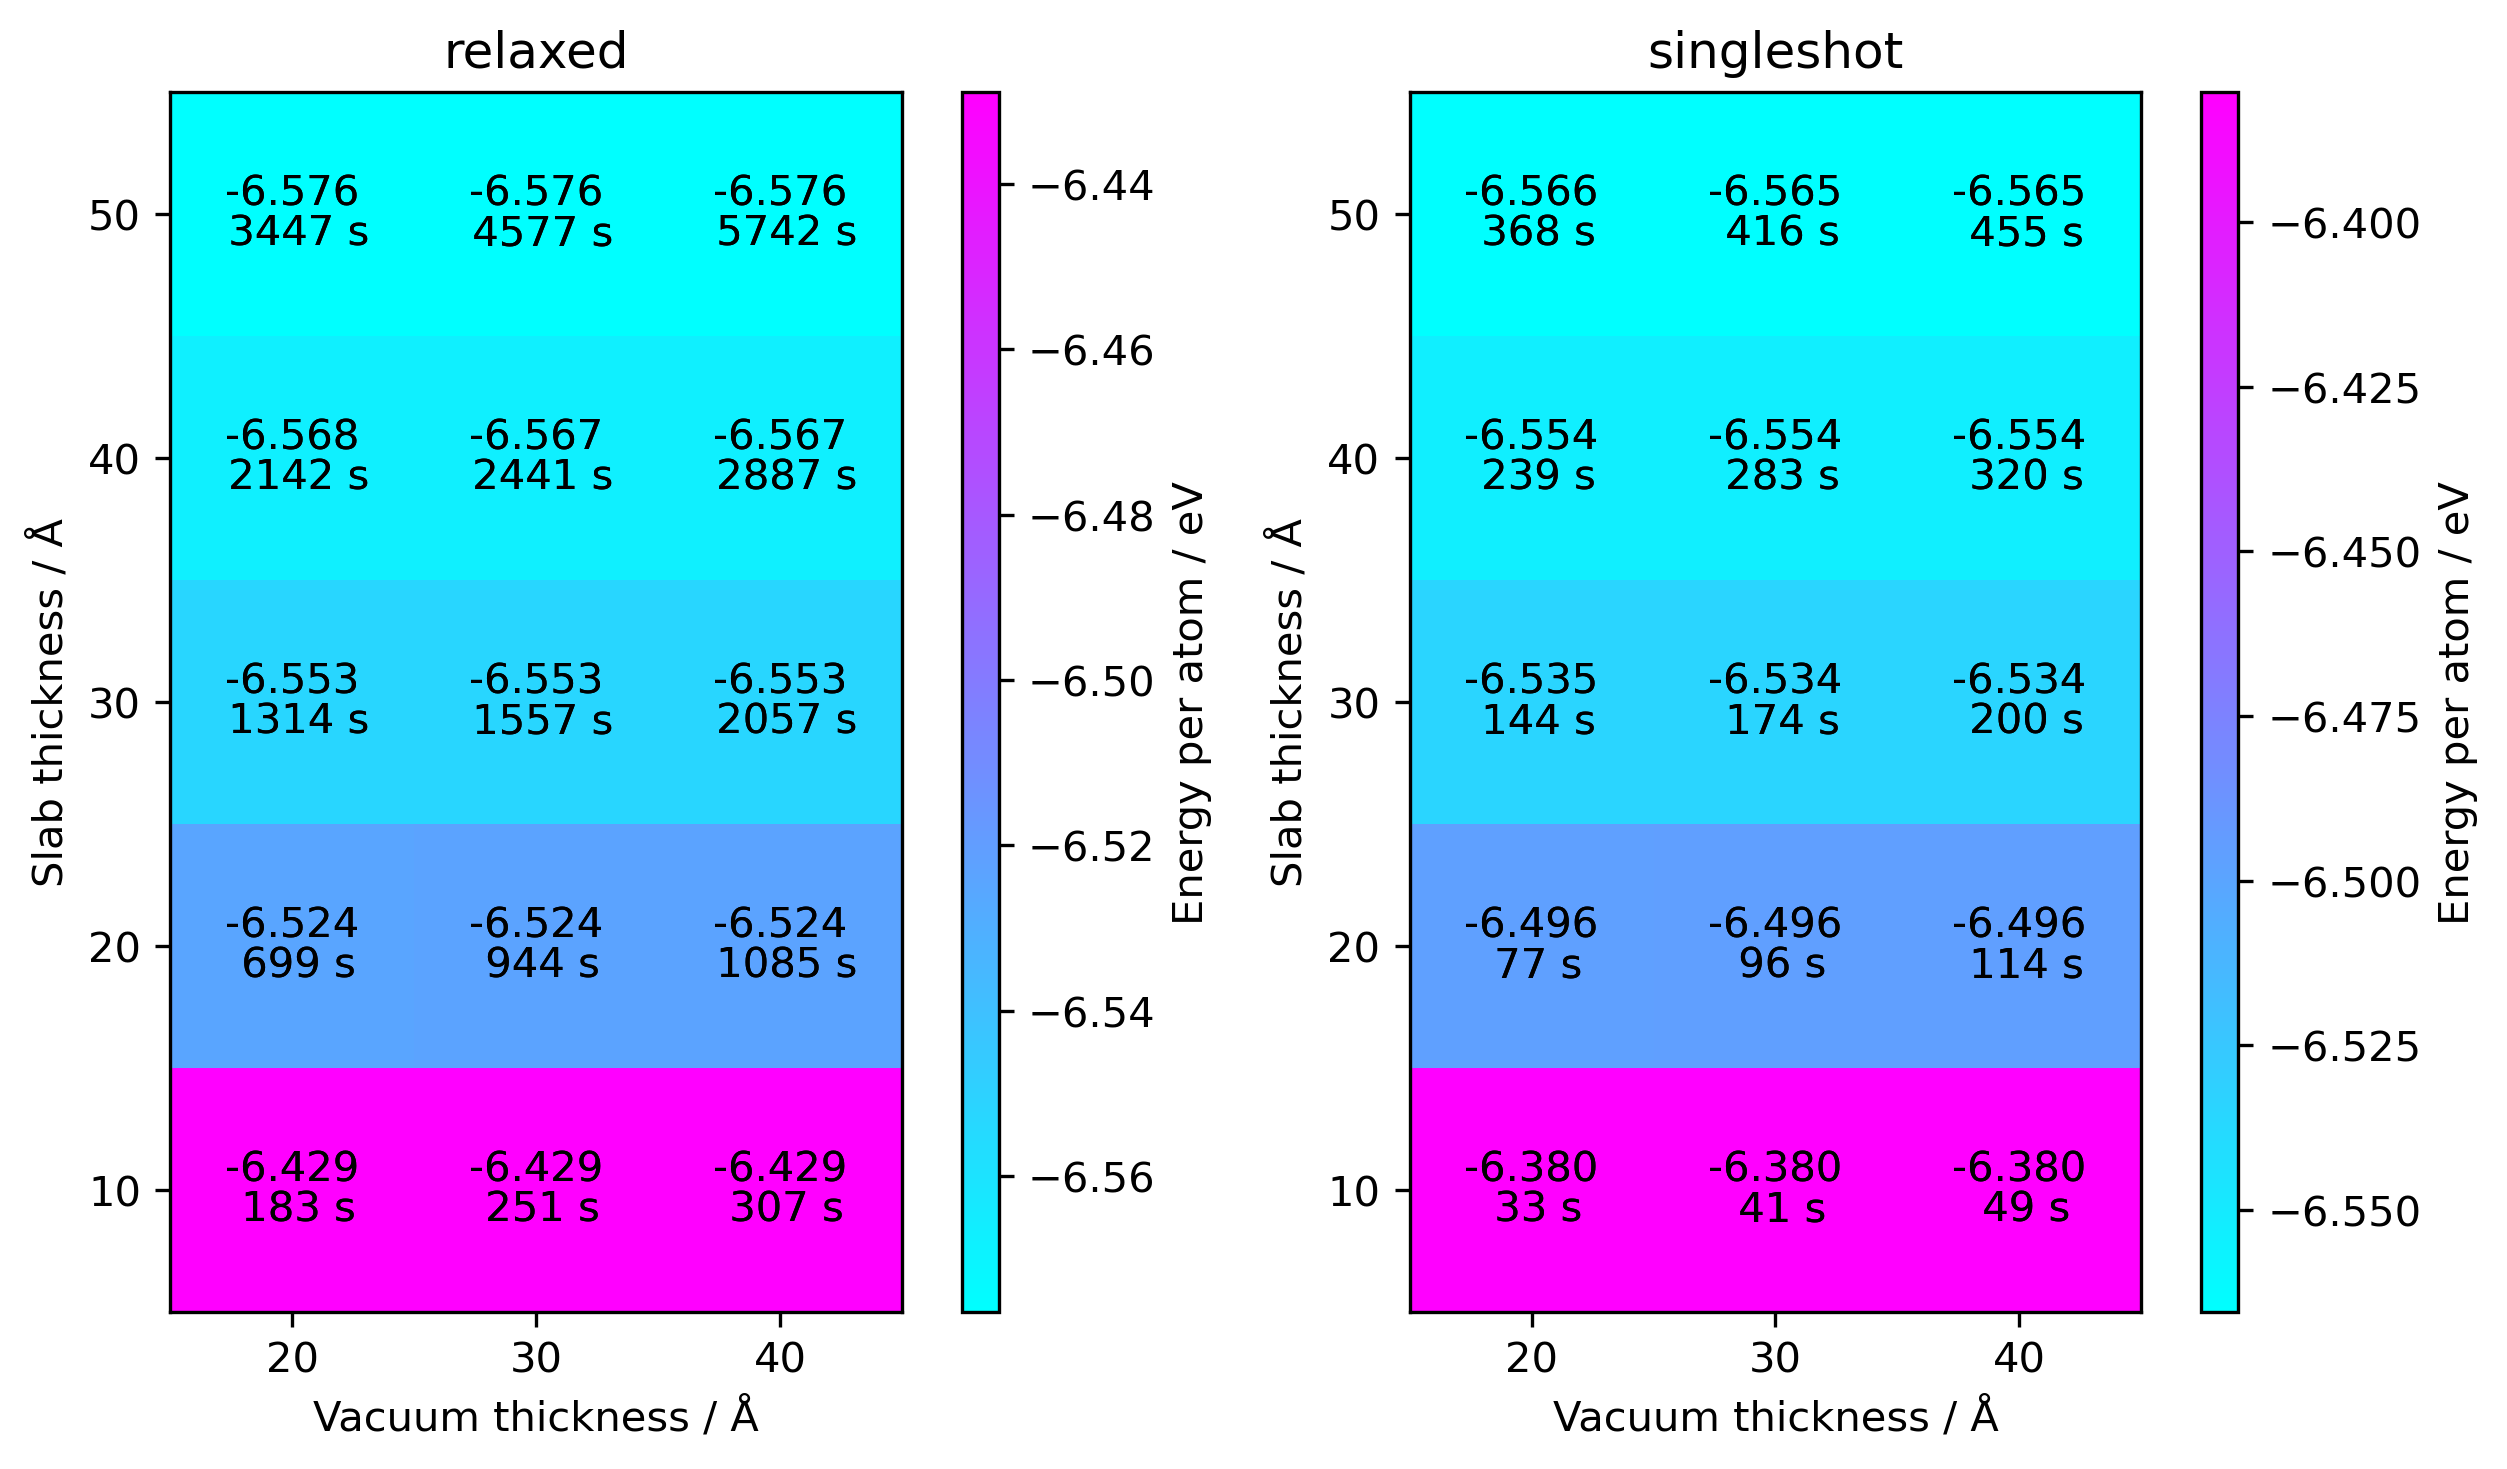 relaxed
Slab thickness / Å
50
40
30
20
10
-6.576
3447 s
-6.576
4577 s
-6.576
5742 s
-6.568
2142 s
-6.567
2441 s
-6.567
2887 s
-6.553
1314 s
-6.553
1557 s
-6.553
2057 s
-6.524
699 s
-6.524
944 s
-6.524
1085 s
-6.429
183 s
-6.429
251 s
-6.429
307 s
20
30
40
Vacuum thickness / Å
−6.44
−6.46
−6.48
−6.50
−6.52
−6.54
−6.56
Energy per atom / eV
singleshot
Slab thickness / Å
50
40
30
20
10
-6.566
368 s
-6.565
416 s
-6.565
455 s
-6.554
239 s
-6.554
283 s
-6.554
320 s
-6.535
144 s
-6.534
174 s
-6.534
200 s
-6.496
77 s
-6.496
96 s
-6.496
114 s
-6.380
33 s
-6.380
41 s
-6.380
49 s
20
30
40
Vacuum thickness / Å
−6.400
−6.425
−6.450
−6.475
−6.500
−6.525
−6.550
Energy per atom / eV